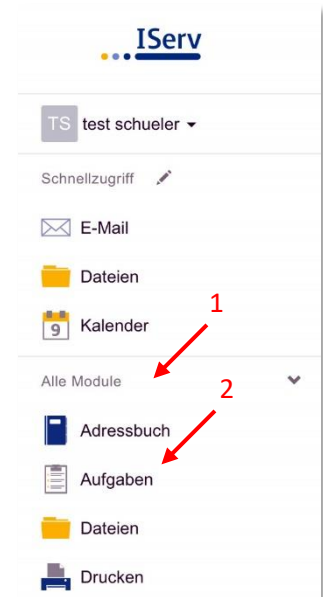 IServ
TS test schueler
Schnellzugriff
E-Mail
Dateien
1
9 Kalender
Alle Module
2
Adressbuch
Aufgaben
Dateien
Drucken